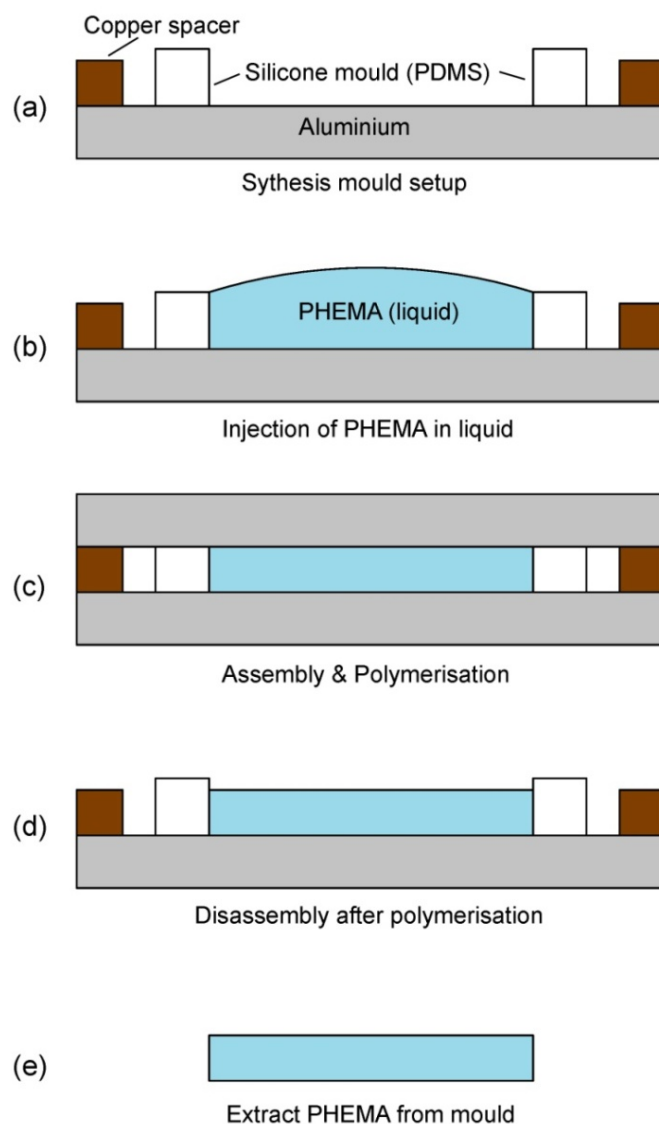 Copper spacer
Silicone mould (PDMS)
(a)
Aluminium
Sythesis mould setup
(b)
PHEMA (liquid)
Injection of PHEMA in liquid
(c)
Assembly & Polymerisation
(d)
Disassembly after polymerisation
(e)
Extract PHEMA from mould